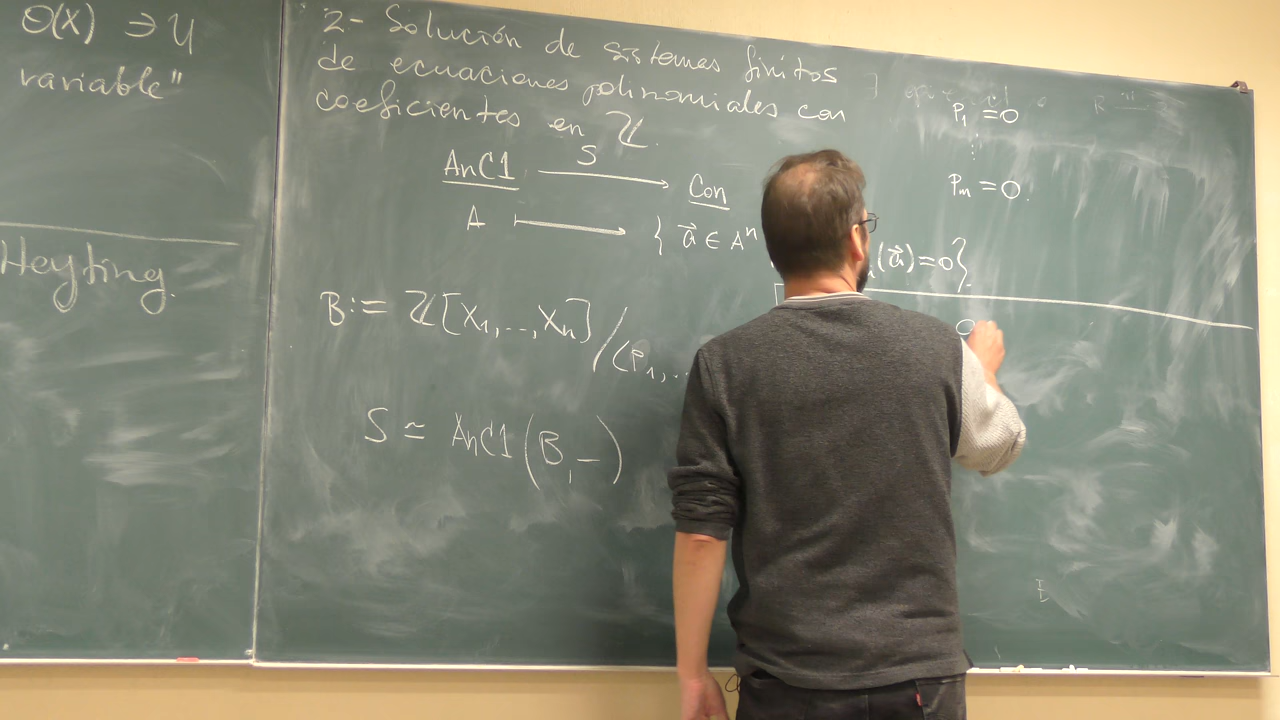 O(X) ∋ U
variable"
Heyting.
2- Solución de sistemas finitos
de ecuaciones polinomiales con
coeficientes en ℤ.
AnC1 S⟶ Con
A ⟼ { a⃗ ∈ Aⁿ
(a⃗)=0}.
B:= ℤ[X₁,..,Xₙ]/(P₁,..
S ≃ AnC1(B,–)
P₁ =0
⋮
Pₘ =0.